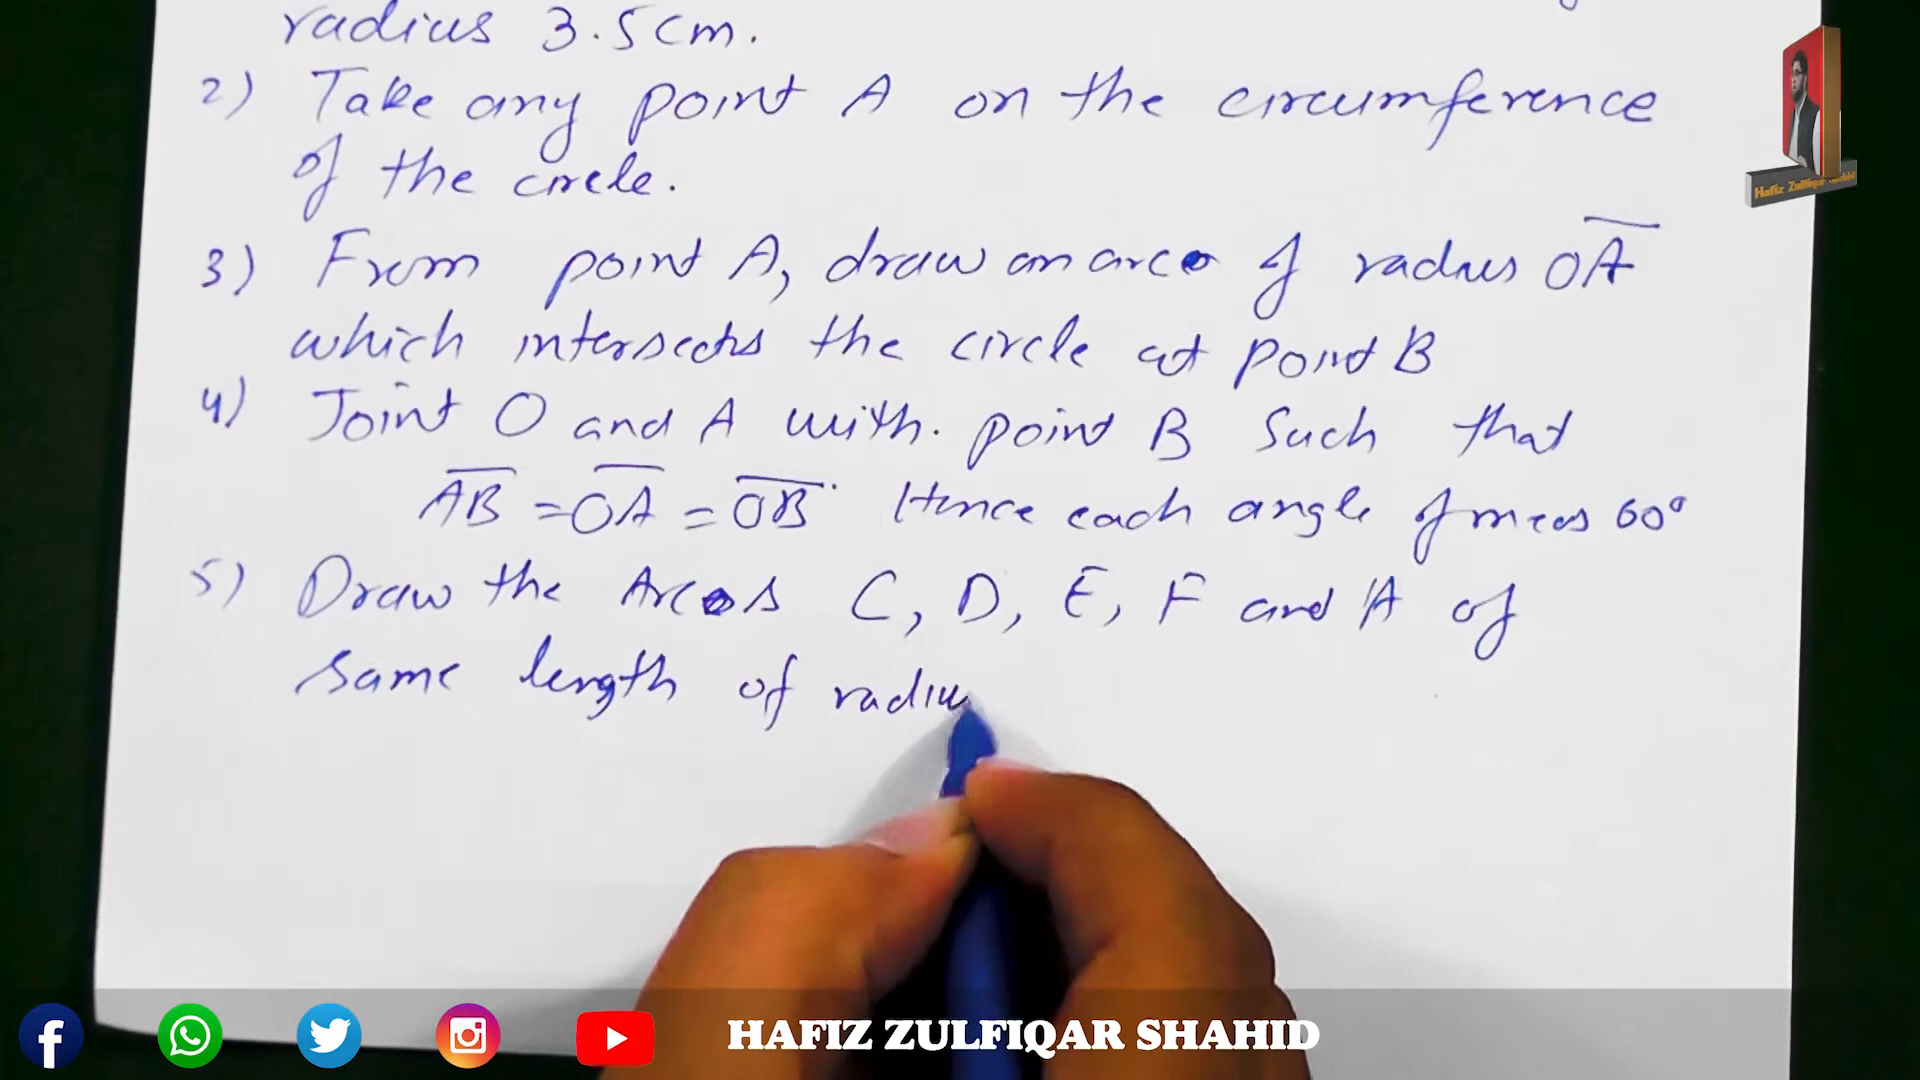 radius 3.5cm.
2) Take any point A on the circumference
of the circle.
3) From point A, draw an arc of radius OA
which intersects the circle at point B
4) Joint O and A with. point B Such that
AB = OA = OB Hence each angle of meas 60°
5) Draw the Arcs C, D, E, F and A of
same length of radiu
Hafiz Zulfiqar Shahid
HAFIZ ZULFIQAR SHAHID